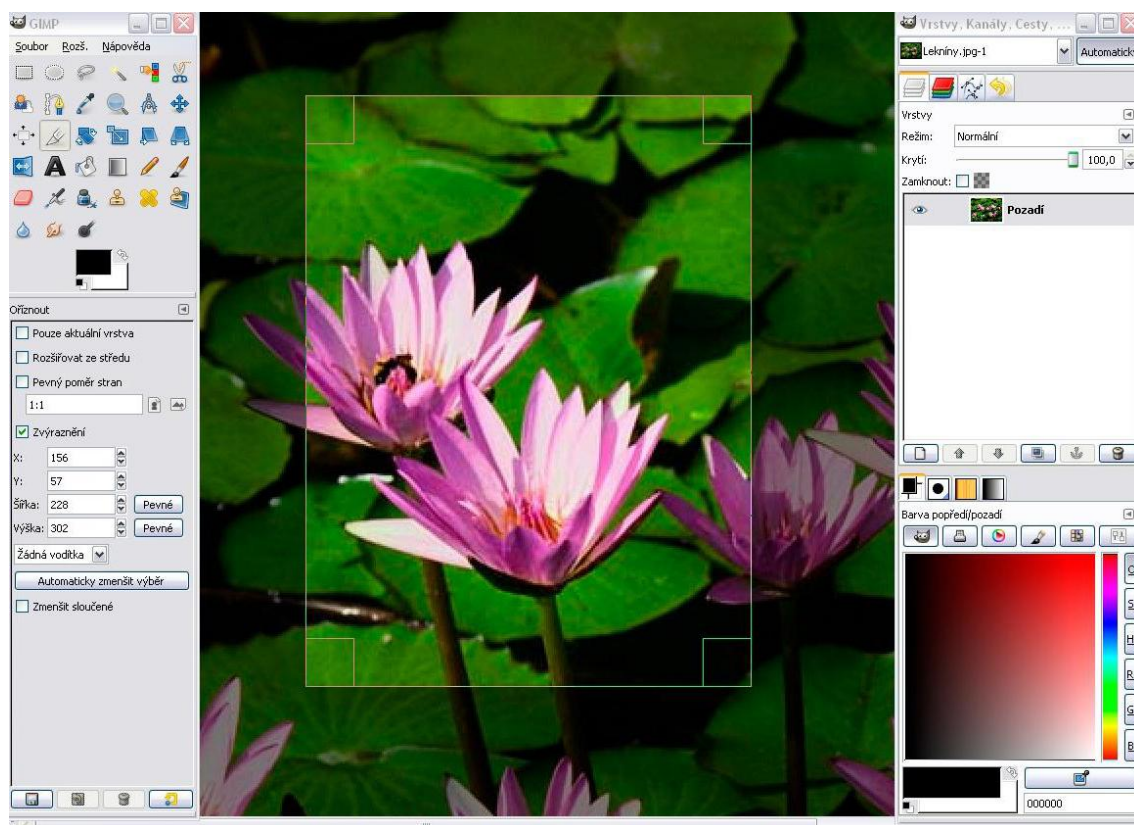 GIMP
Soubor Rozš. Nápověda
Oříznout
Pouze aktuální vrstva
Rozšiřovat ze středu
Pevný poměr stran
1:1
Zvýraznění
X: 156
Y: 57
Šířka: 228 Pevné
Výška: 302 Pevné
Žádná vodítka
Automaticky zmenšit výběr
Zmenšit sloučené
Vrstvy, Kanály, Cesty, ...
Lekníny.jpg-1 Automaticky
Vrstvy
Režim: Normální
Krytí: 100,0
Zamknout:
Pozadí
Barva popředí/pozadí
S
H
R
G
B
000000